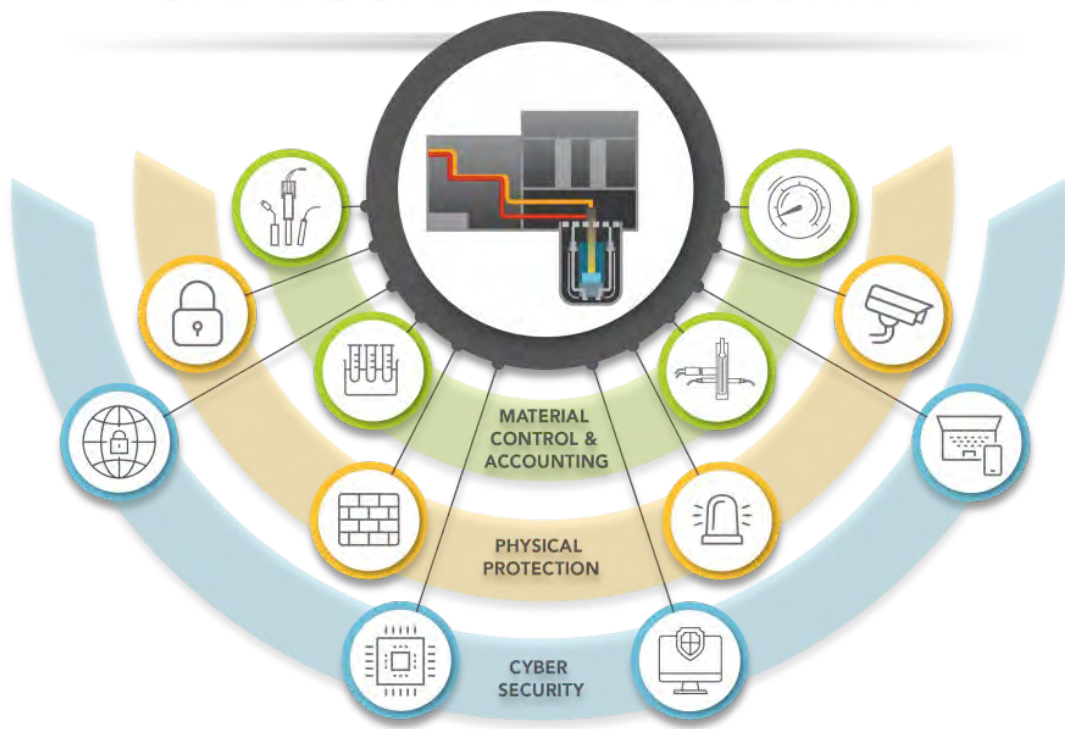 MATERIAL
CONTROL &
ACCOUNTING
PHYSICAL
PROTECTION
CYBER
SECURITY